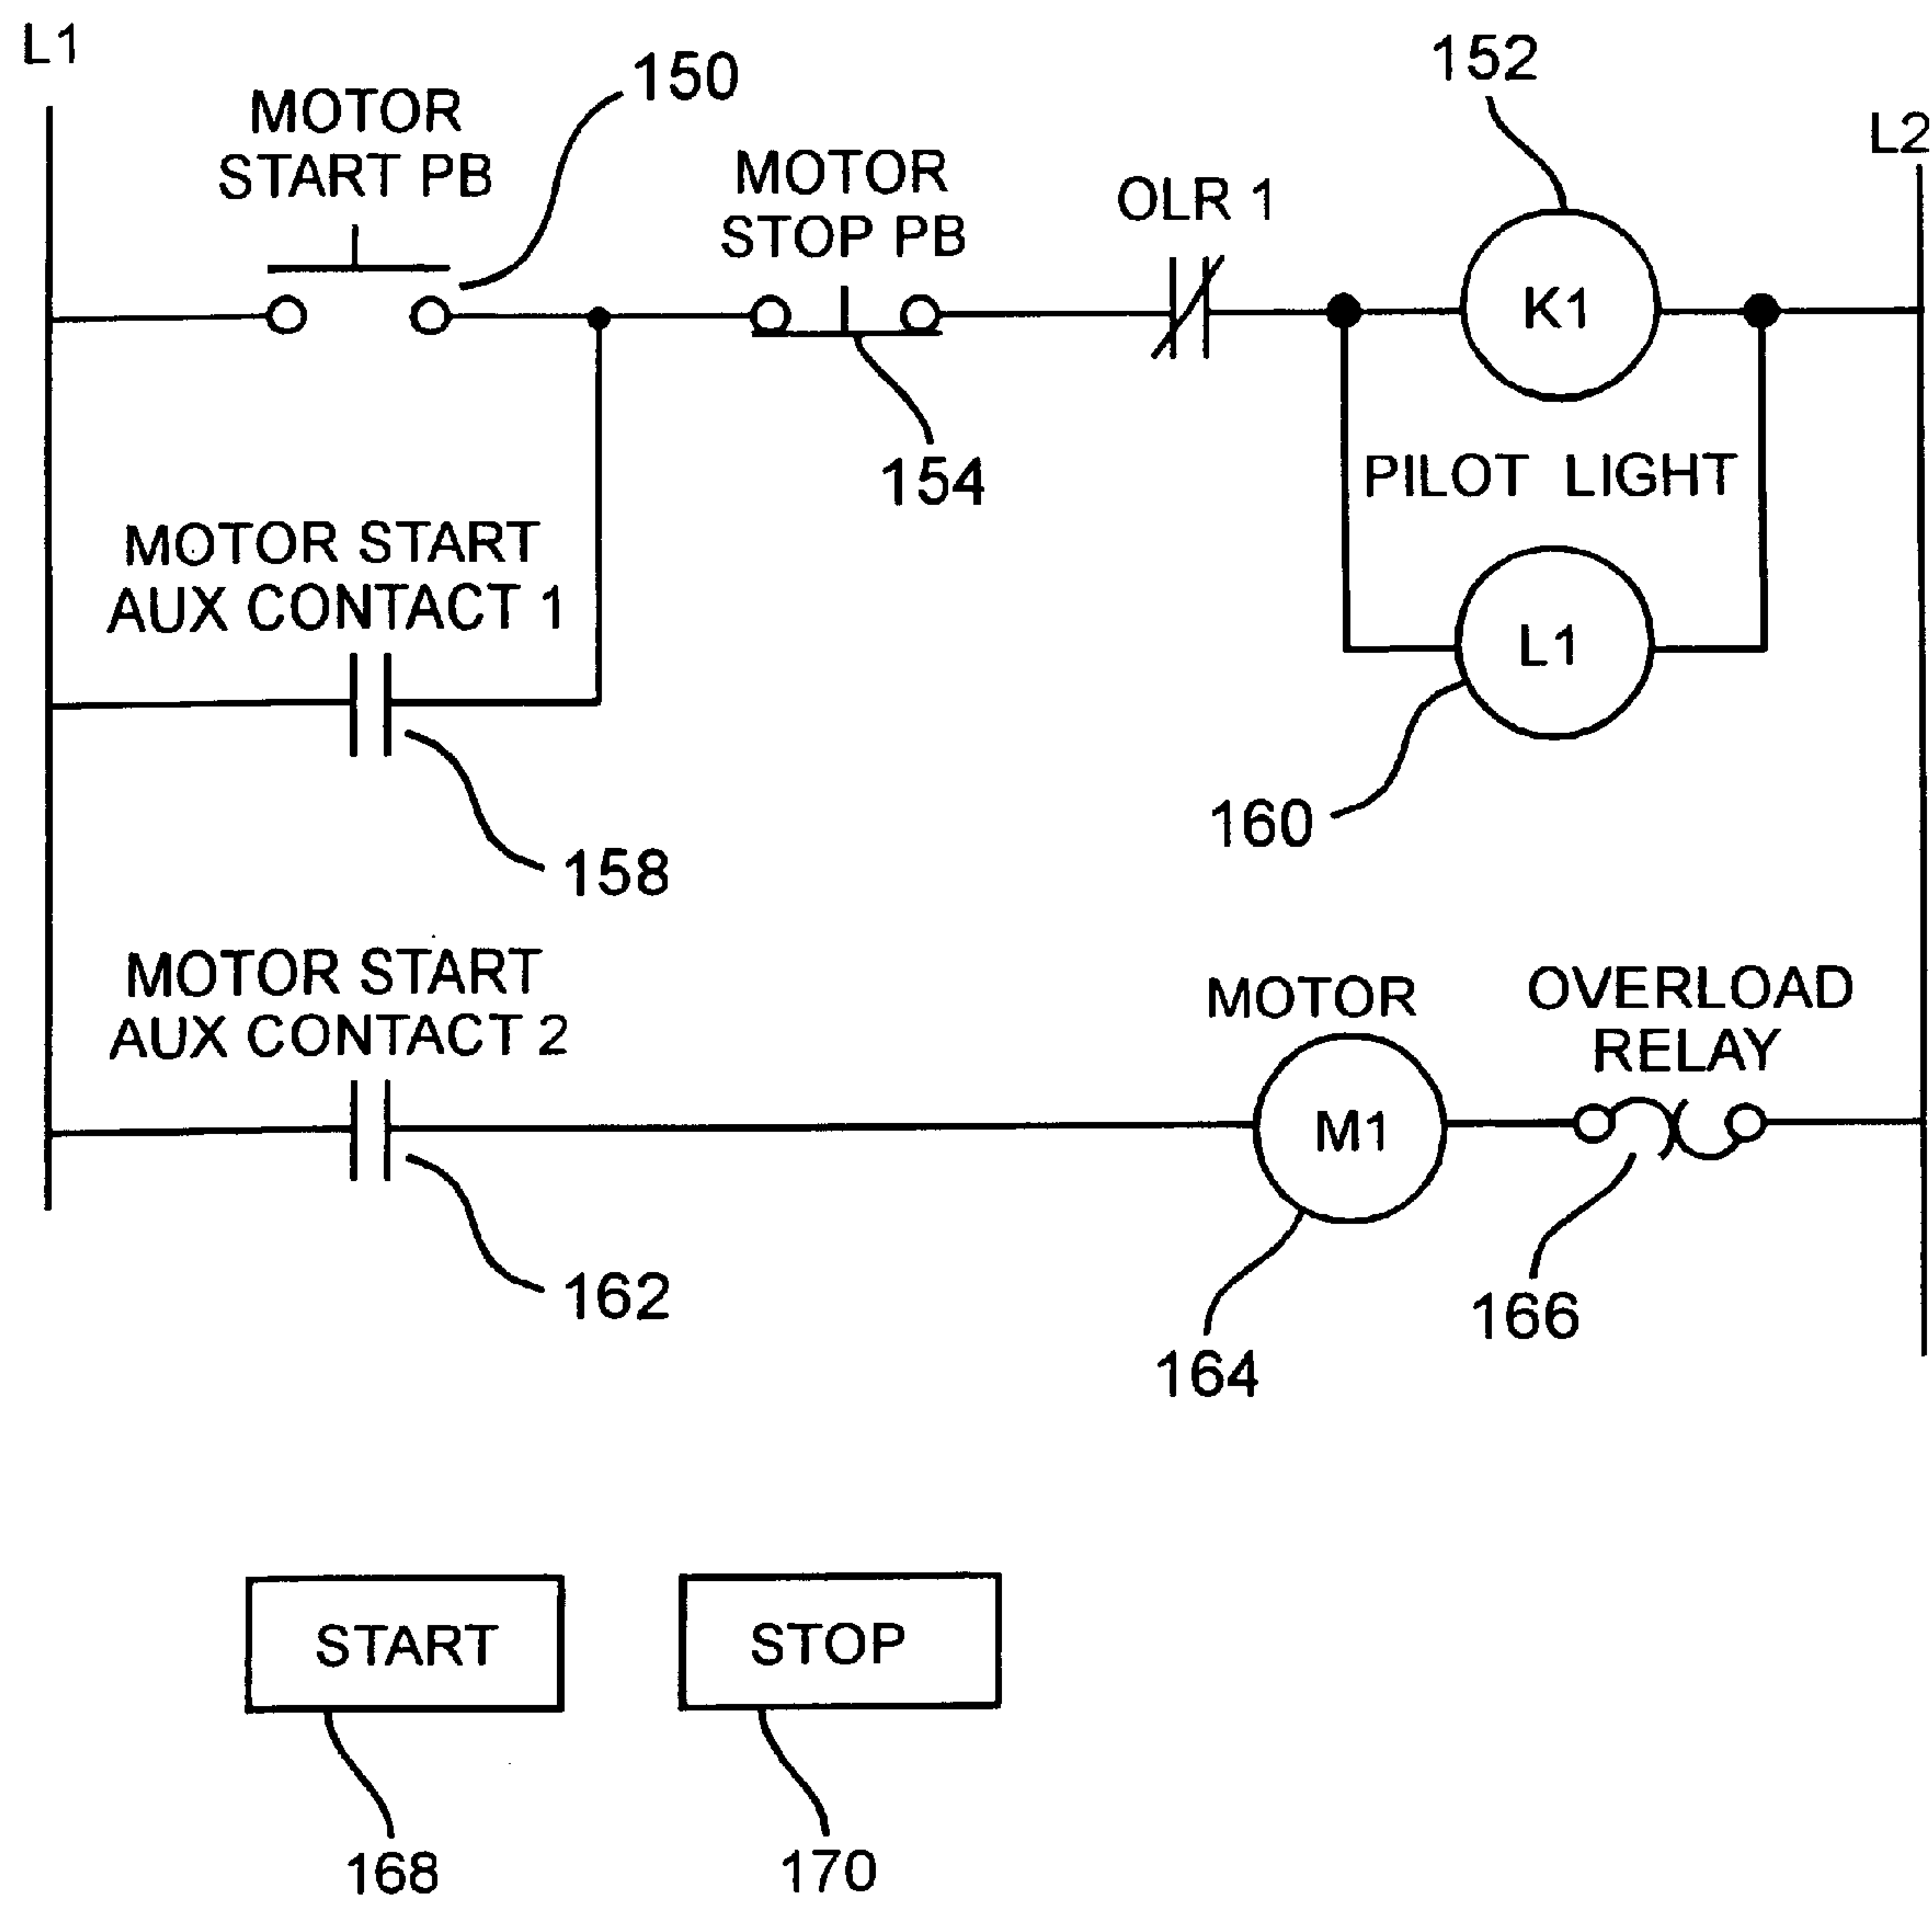 L1
150
152
MOTOR
START PB
L2
MOTOR
STOP PB
OLR 1
K1
154
PILOT LIGHT
MOTOR START
AUX CONTACT 1
L1
160
158
MOTOR START
AUX CONTACT 2
MOTOR
OVERLOAD
RELAY
M1
162
166
164
START
STOP
168
170